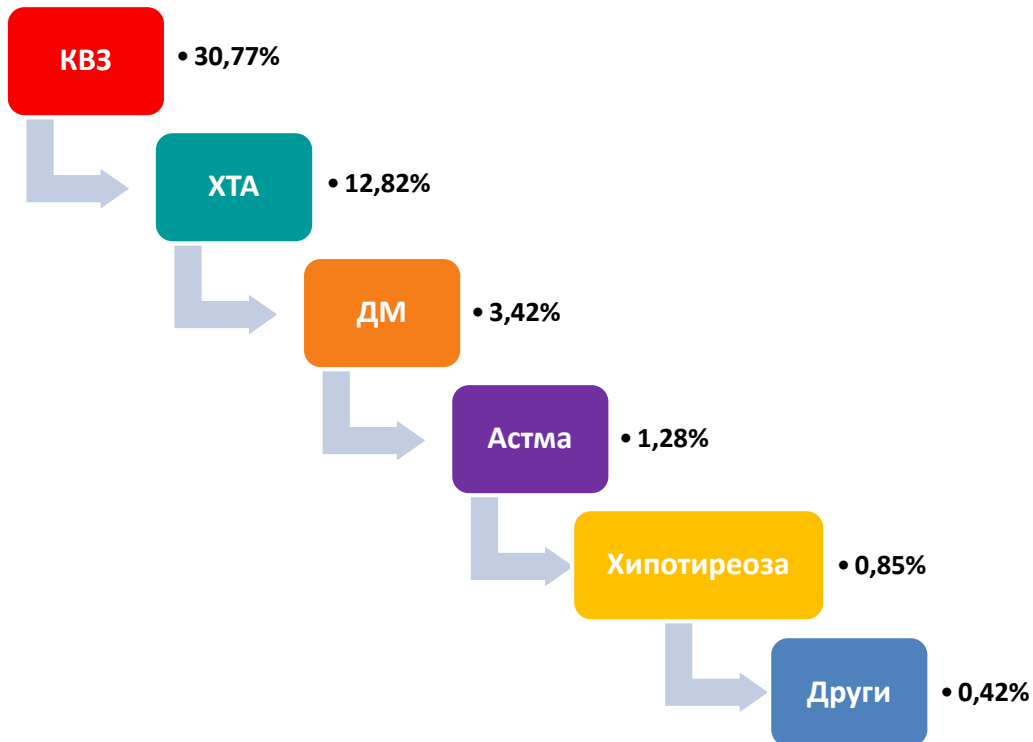 КВЗ
• 30,77%
ХТА
• 12,82%
ДМ
• 3,42%
Астма
• 1,28%
Хипотиреоза
• 0,85%
Други
• 0,42%